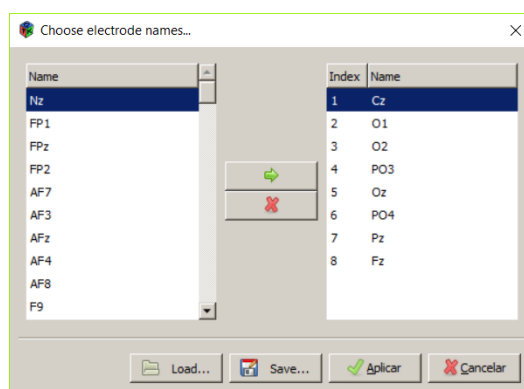 Choose electrode names...
Name
Nz
FP1
FPz
FP2
AF7
AF3
AFz
AF4
AF8
F9
Index Name
1 Cz
2 O1
3 O2
4 PO3
5 Oz
6 PO4
7 Pz
8 Fz
Load... Save... Aplicar Cancelar